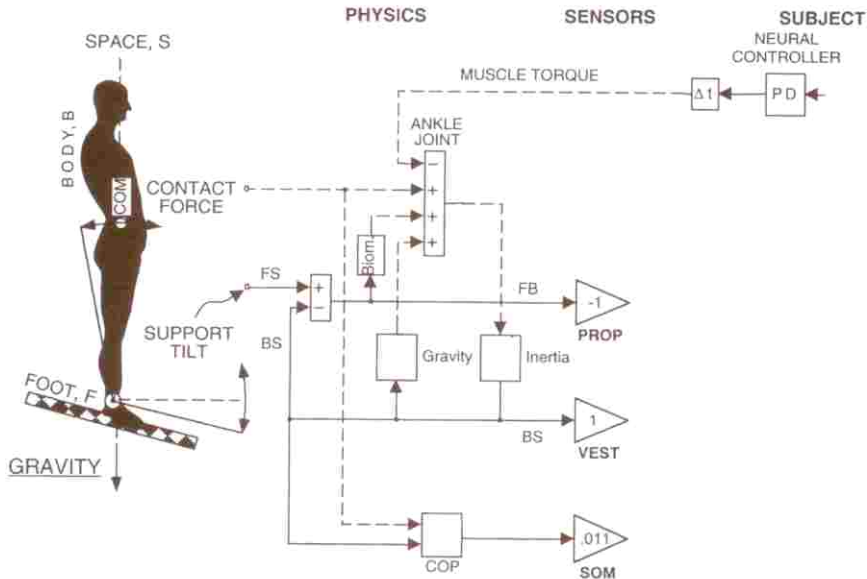 PHYSICS
SENSORS
SUBJECT
NEURAL
CONTROLLER
SPACE, S
MUSCLE TORQUE
Δt
PD
BODY, B
ANKLE
JOINT
COM
CONTACT
FORCE
−
+
+
+
Biom.
FS
+
−
FB
-1
PROP
SUPPORT
TILT
BS
Gravity
Inertia
FOOT, F
1
BS
VEST
GRAVITY
.011
COP
SOM